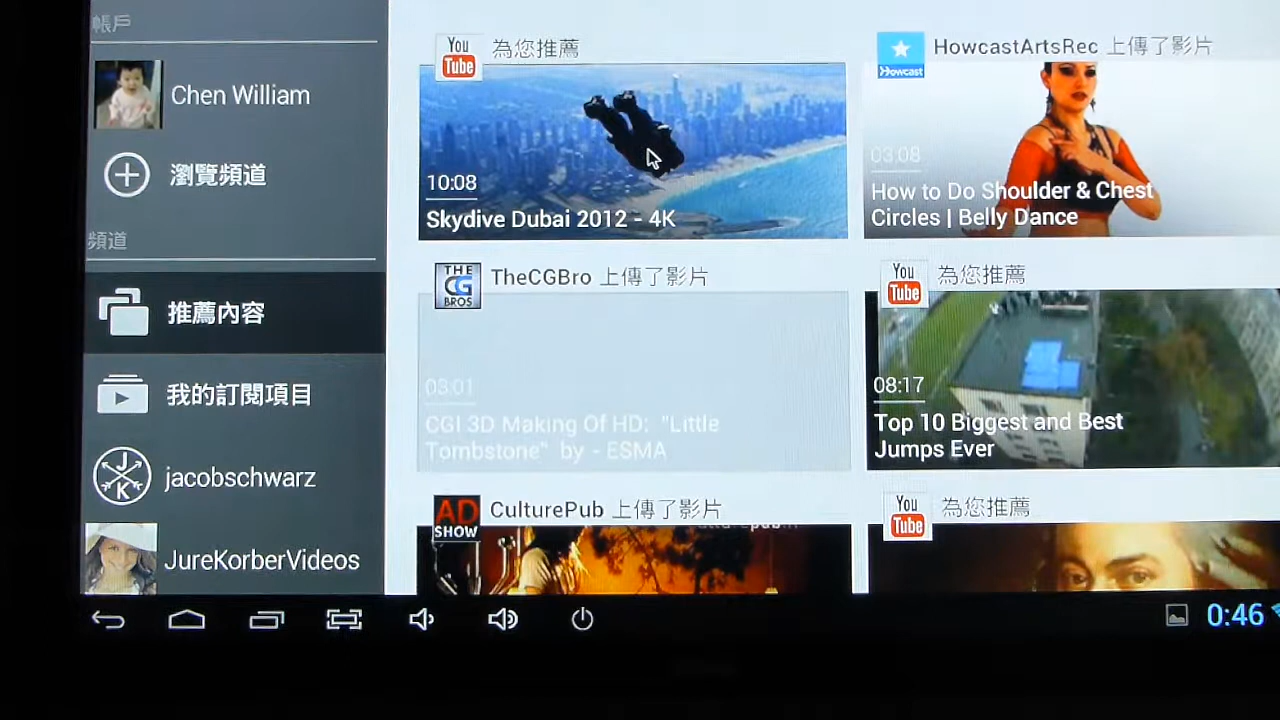 帳戶
Chen William
瀏覽頻道
頻道
推薦內容
我的訂閱項目
JK
jacobschwarz
JureKorberVideos
You Tube 為您推薦
10:08
Skydive Dubai 2012 - 4K
Howcast
HowcastArtsRec 上傳了影片
03:08
How to Do Shoulder & Chest
Circles | Belly Dance
THE CG BROS
TheCGBro 上傳了影片
03:01
CGI 3D Making Of HD: "Little
Tombstone" by - ESMA
You Tube 為您推薦
08:17
Top 10 Biggest and Best
Jumps Ever
AD SHOW
CulturePub 上傳了影片
You Tube 為您推薦
0:46